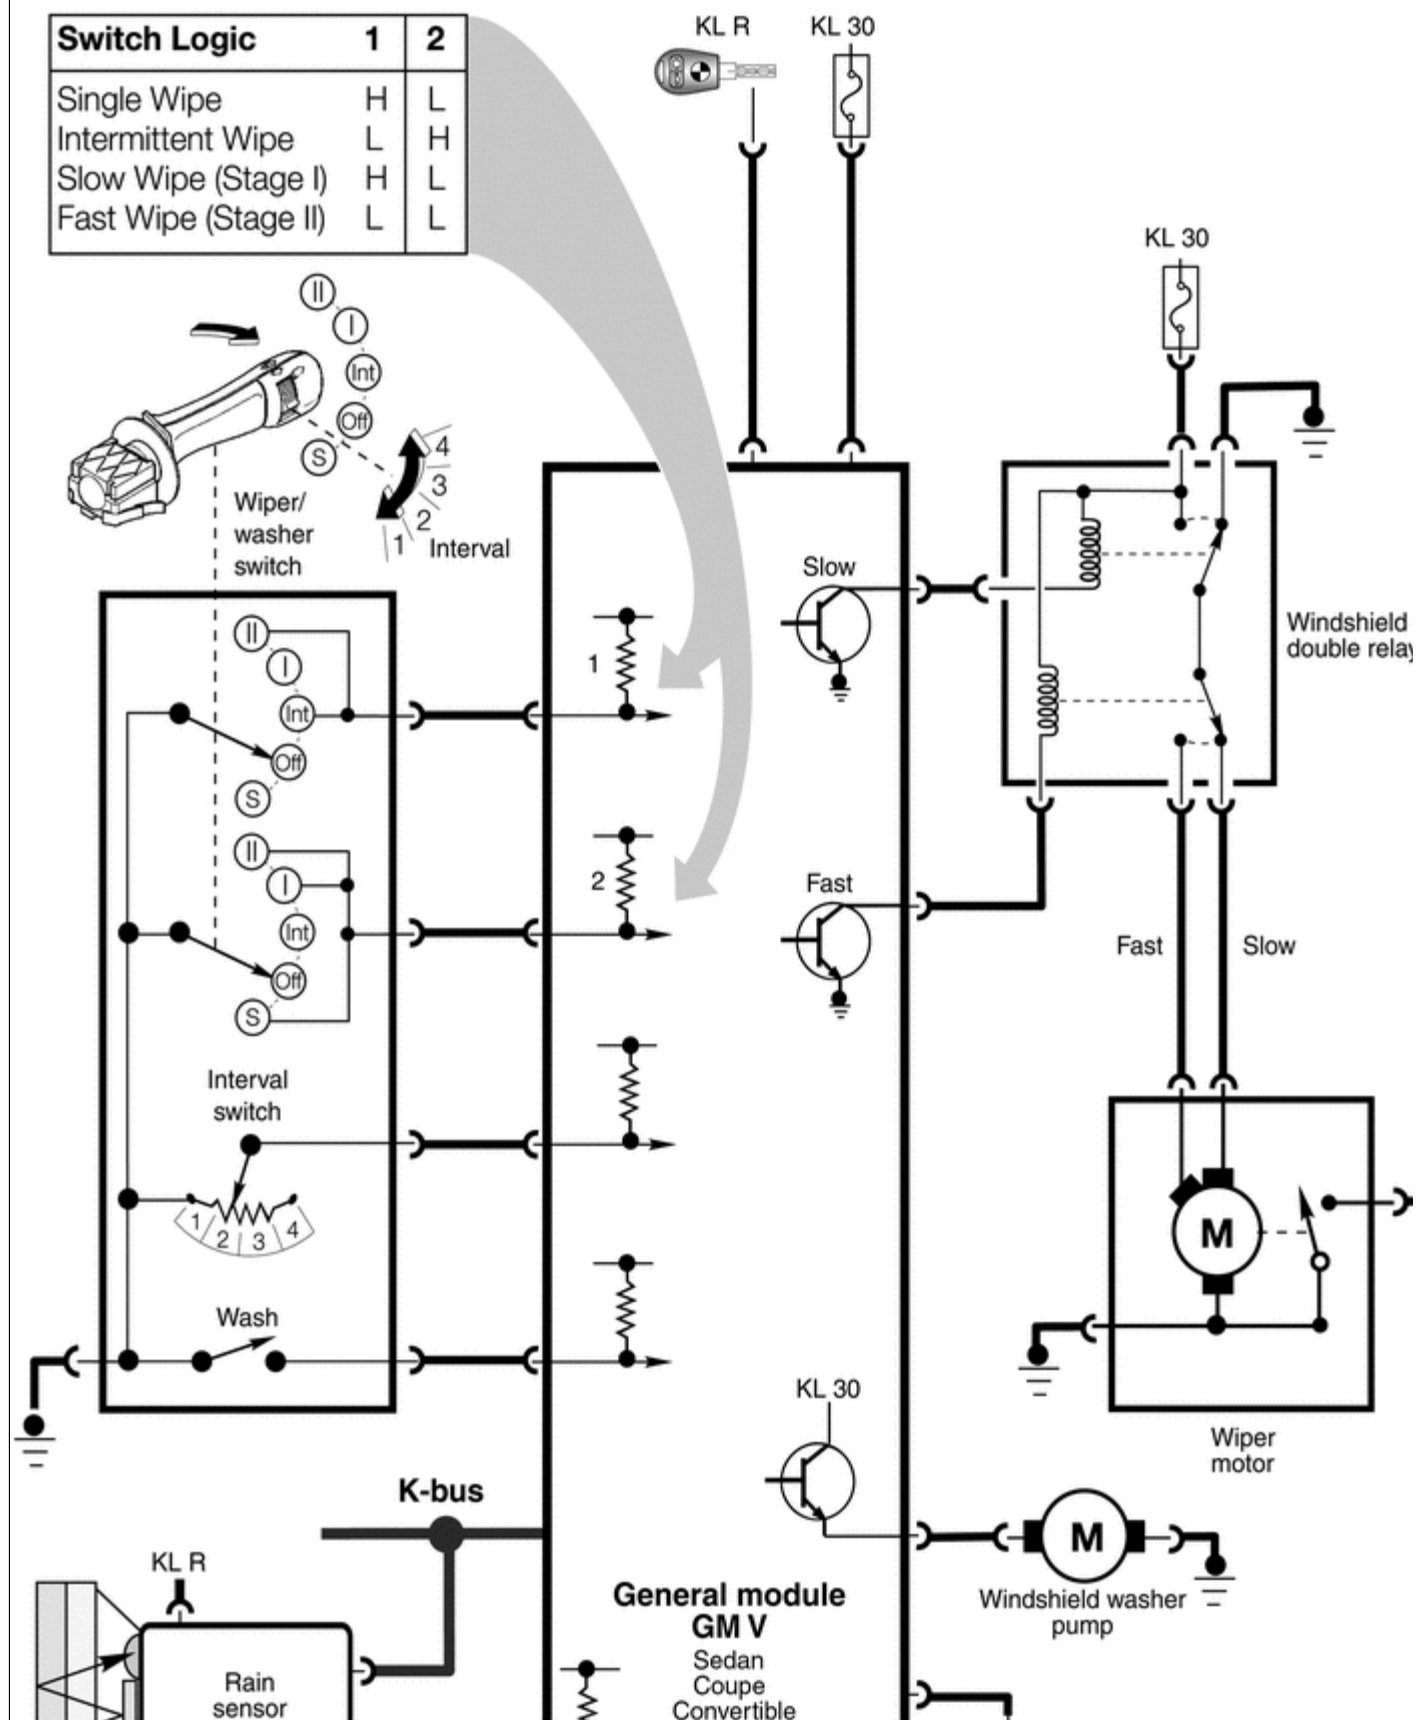 Switch Logic 1 2
Single Wipe H L
Intermittent Wipe L H
Slow Wipe (Stage I) H L
Fast Wipe (Stage II) L L
KL R
KL 30
KL 30
II
I
Int
Off
S
4
3
2
1
Interval
Wiper/
washer
switch
II
I
Int
Off
S
II
I
Int
Off
S
Interval
switch
1
2
3
4
Wash
1
2
Slow
Fast
Windshield
double relay
Fast
Slow
M
Wiper
motor
KL 30
M
Windshield washer
pump
K-bus
KL R
Rain
sensor
General module
GM V
Sedan
Coupe
Convertible